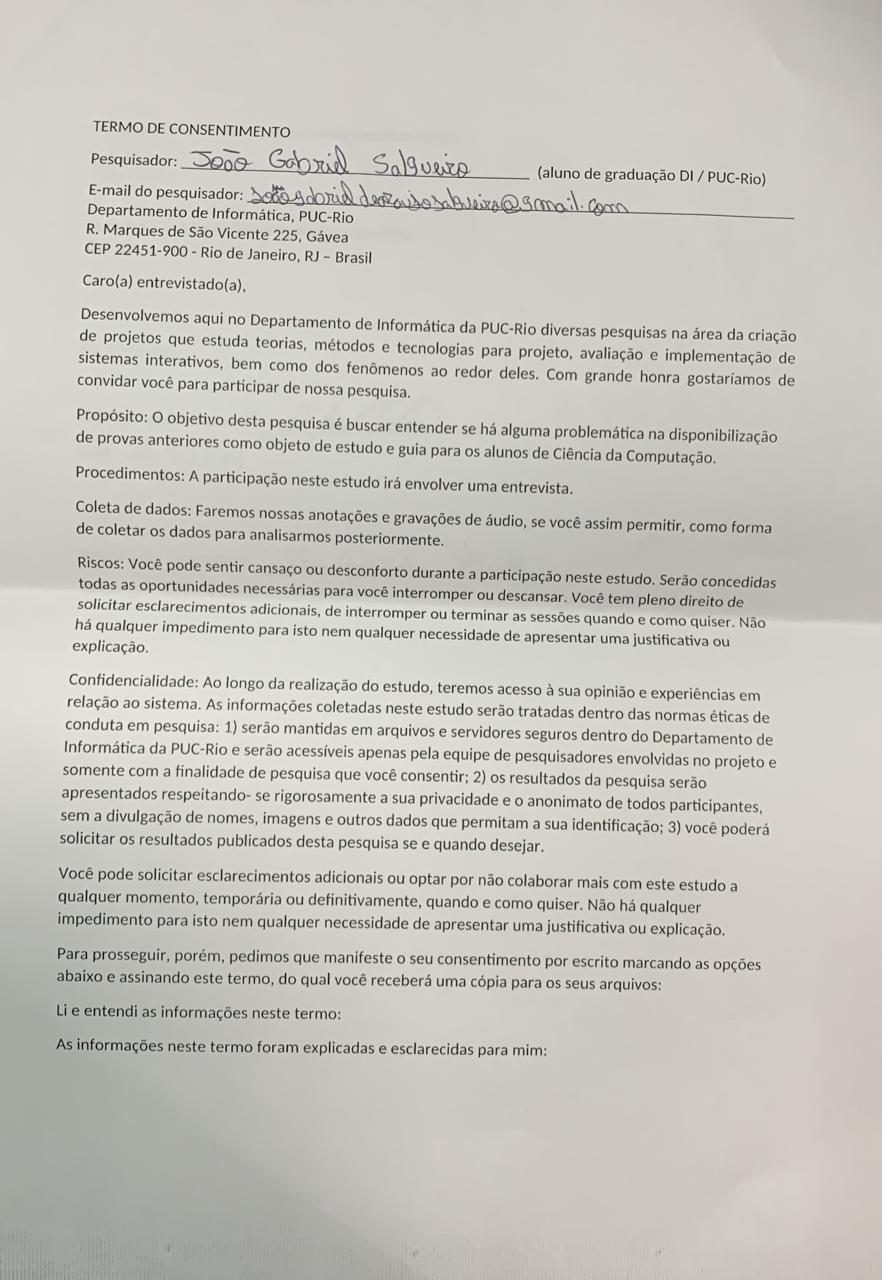 TERMO DE CONSENTIMENTO
Pesquisador: João Gabriel Salgueiro (aluno de graduação DI / PUC-Rio)
E-mail do pesquisador: @gmail.com
Departamento de Informática, PUC-Rio
R. Marques de São Vicente 225, Gávea
CEP 22451-900 - Rio de Janeiro, RJ – Brasil
Caro(a) entrevistado(a),
Desenvolvemos aqui no Departamento de Informática da PUC-Rio diversas pesquisas na área da criação
de projetos que estuda teorias, métodos e tecnologias para projeto, avaliação e implementação de
sistemas interativos, bem como dos fenômenos ao redor deles. Com grande honra gostaríamos de
convidar você para participar de nossa pesquisa.
Propósito: O objetivo desta pesquisa é buscar entender se há alguma problemática na disponibilização
de provas anteriores como objeto de estudo e guia para os alunos de Ciência da Computação.
Procedimentos: A participação neste estudo irá envolver uma entrevista.
Coleta de dados: Faremos nossas anotações e gravações de áudio, se você assim permitir, como forma
de coletar os dados para analisarmos posteriormente.
Riscos: Você pode sentir cansaço ou desconforto durante a participação neste estudo. Serão concedidas
todas as oportunidades necessárias para você interromper ou descansar. Você tem pleno direito de
solicitar esclarecimentos adicionais, de interromper ou terminar as sessões quando e como quiser. Não
há qualquer impedimento para isto nem qualquer necessidade de apresentar uma justificativa ou
explicação.
Confidencialidade: Ao longo da realização do estudo, teremos acesso à sua opinião e experiências em
relação ao sistema. As informações coletadas neste estudo serão tratadas dentro das normas éticas de
conduta em pesquisa: 1) serão mantidas em arquivos e servidores seguros dentro do Departamento de
Informática da PUC-Rio e serão acessíveis apenas pela equipe de pesquisadores envolvidas no projeto e
somente com a finalidade de pesquisa que você consentir; 2) os resultados da pesquisa serão
apresentados respeitando- se rigorosamente a sua privacidade e o anonimato de todos participantes,
sem a divulgação de nomes, imagens e outros dados que permitam a sua identificação; 3) você poderá
solicitar os resultados publicados desta pesquisa se e quando desejar.
Você pode solicitar esclarecimentos adicionais ou optar por não colaborar mais com este estudo a
qualquer momento, temporária ou definitivamente, quando e como quiser. Não há qualquer
impedimento para isto nem qualquer necessidade de apresentar uma justificativa ou explicação.
Para prosseguir, porém, pedimos que manifeste o seu consentimento por escrito marcando as opções
abaixo e assinando este termo, do qual você receberá uma cópia para os seus arquivos:
Li e entendi as informações neste termo:
As informações neste termo foram explicadas e esclarecidas para mim: